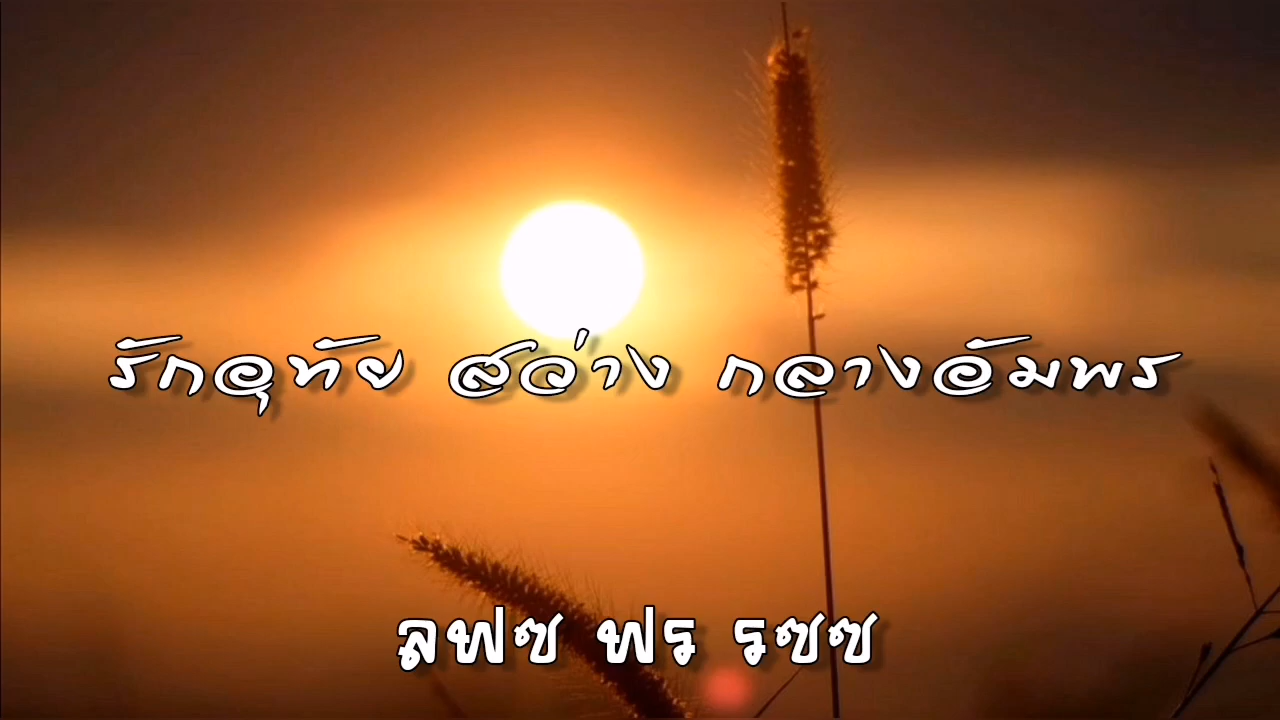 รักอุทัย สว่าง กลางอัมพร
ลฟซ ฟร รซซ